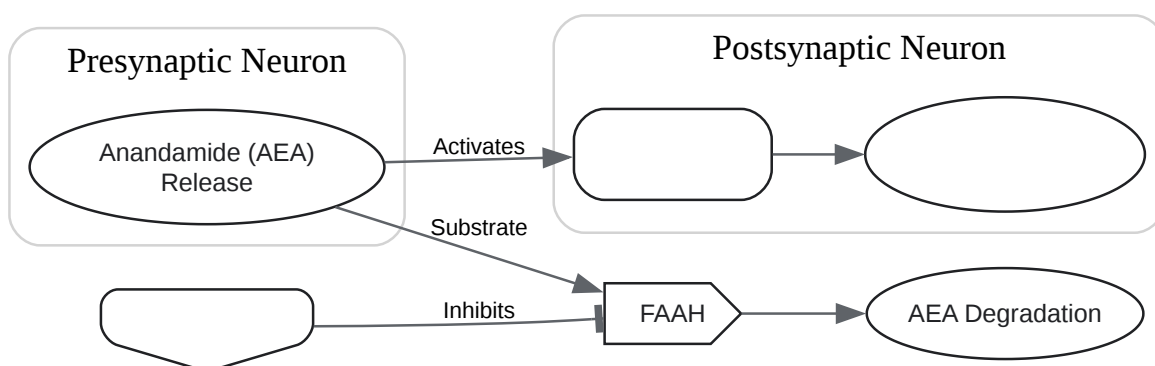 Presynaptic Neuron
Postsynaptic Neuron
Anandamide (AEA)
Release
Activates
Substrate
Inhibits
FAAH
AEA Degradation